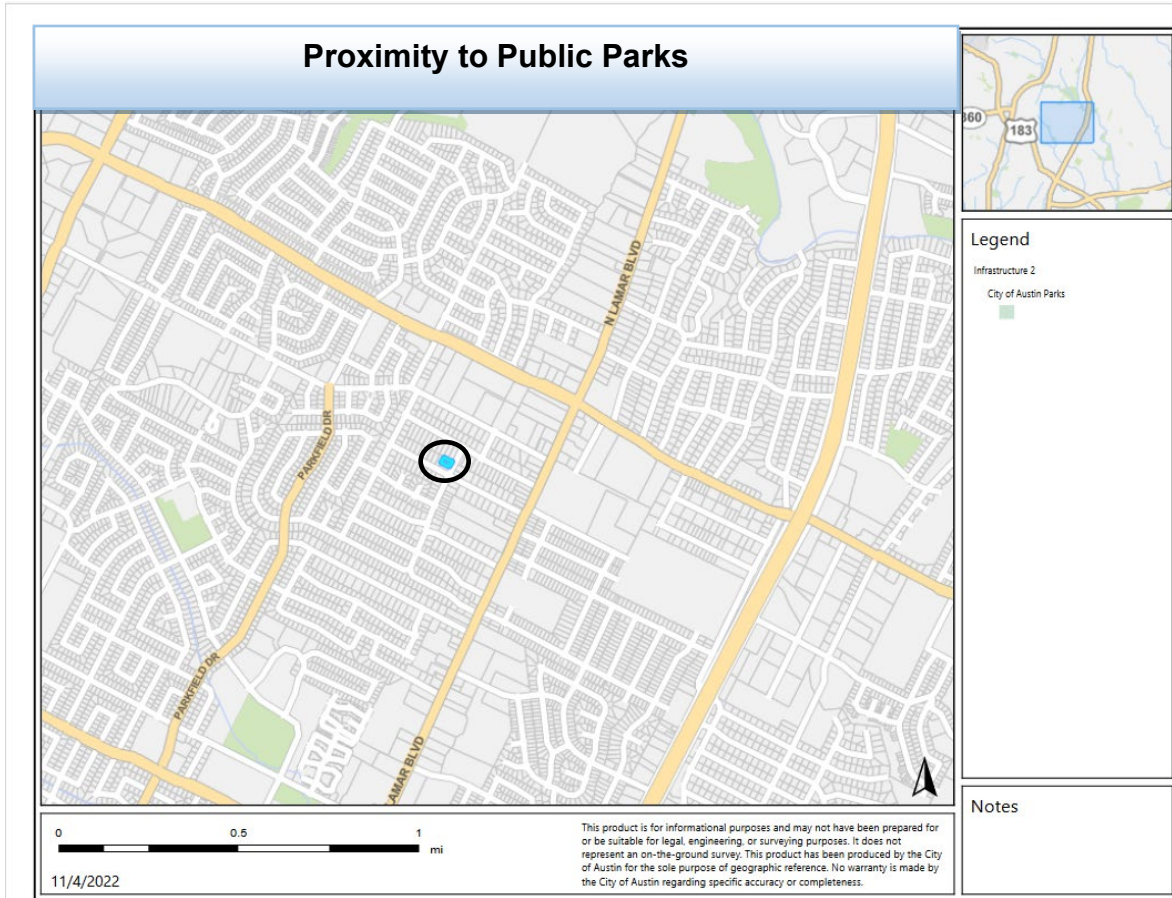 Proximity to Public Parks
360
183
N LAMAR BLVD
PARKFIELD DR
PARKFIELD DR
LAMAR BLVD
Legend
Infrastructure 2
City of Austin Parks
Notes
0 0.5 1
mi
11/4/2022
This product is for informational purposes and may not have been prepared for
or be suitable for legal, engineering, or surveying purposes. It does not
represent an on-the-ground survey. This product has been produced by the City
of Austin for the sole purpose of geographic reference. No warranty is made by
the City of Austin regarding specific accuracy or completeness.